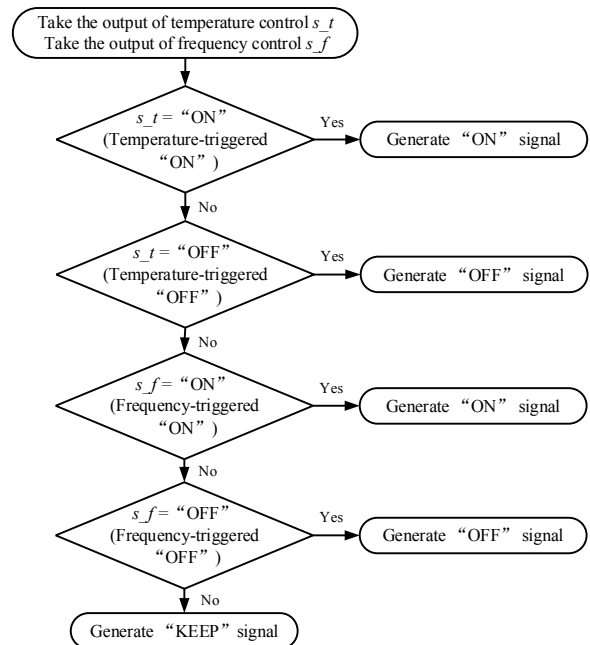 Take the output of temperature control s_t
Take the output of frequency control s_f
s_t = “ON”
(Temperature-triggered
“ON” )
Yes
Generate “ON” signal
No
s_t = “OFF”
(Temperature-triggered
“OFF” )
Yes
Generate “OFF” signal
No
s_f = “ON”
(Frequency-triggered
“ON” )
Yes
Generate “ON” signal
No
s_f = “OFF”
(Frequency-triggered
“OFF” )
Yes
Generate “OFF” signal
No
Generate “KEEP” signal